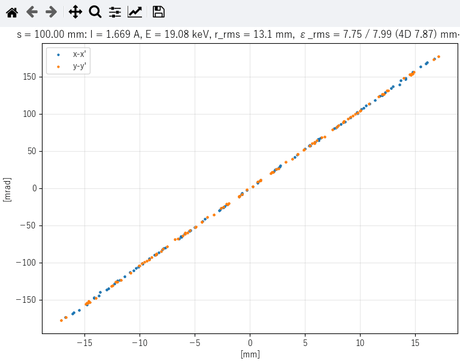 s = 100.00 mm: I = 1.669 A, E = 19.08 keV, r_rms = 13.1 mm, ε_rms = 7.75 / 7.99 (4D 7.87) mm-
x-x'
y-y'
150
100
50
0
−50
−100
−150
[mrad]
−15 −10 −5 0 5 10 15
[mm]